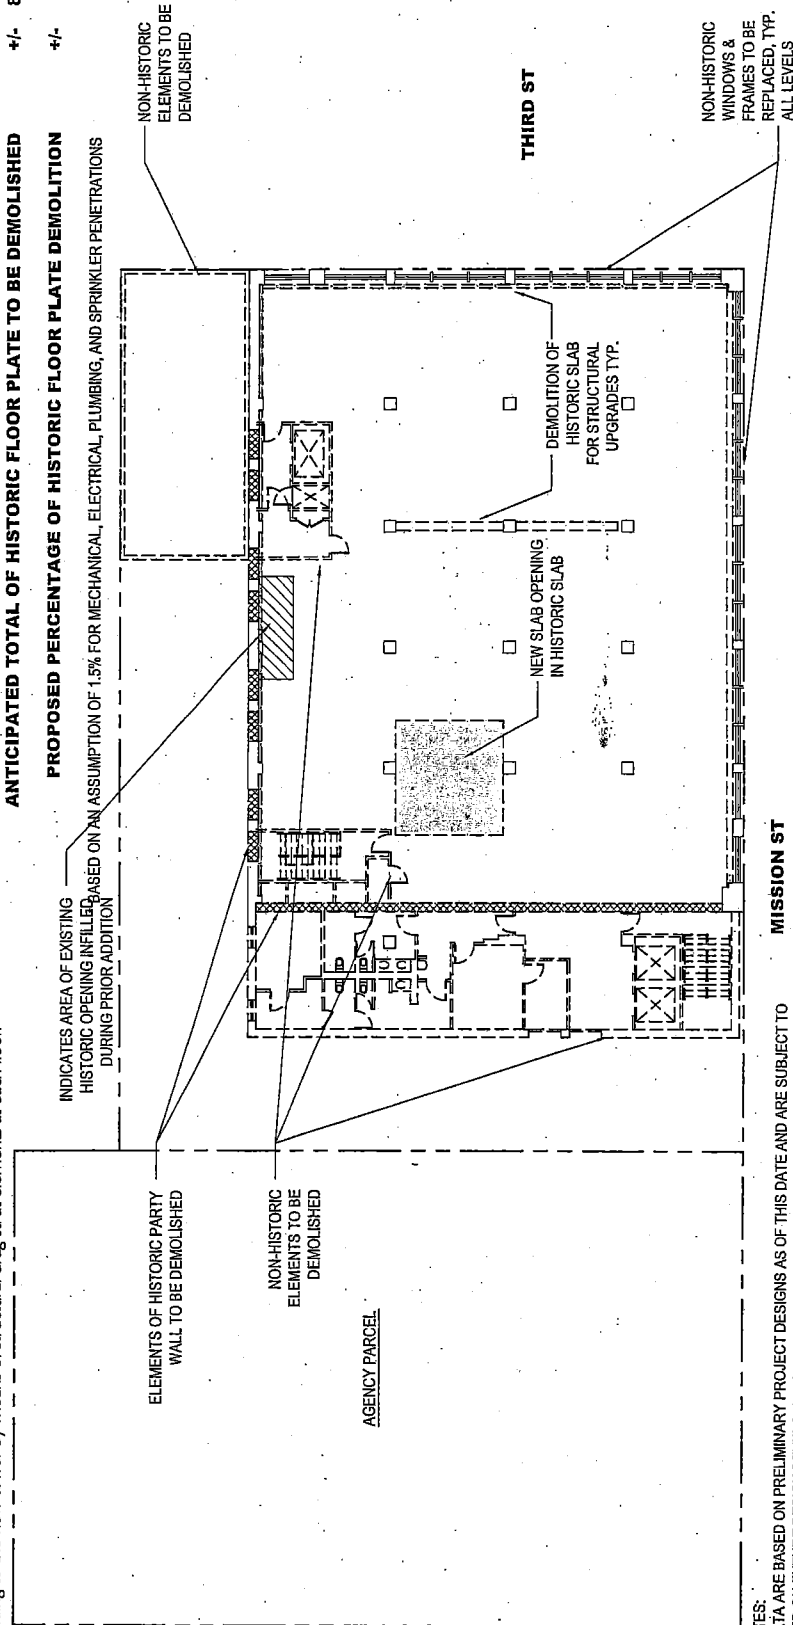 ANTICIPATED TOTAL OF HISTORIC FLOOR PLATE TO BE DEMOLISHED +/- 8
PROPOSED PERCENTAGE OF HISTORIC FLOOR PLATE DEMOLITION +/-
BASED ON AN ASSUMPTION OF 1.5% FOR MECHANICAL, ELECTRICAL, PLUMBING, AND SPRINKLER PENETRATIONS
INDICATES AREA OF EXISTING
HISTORIC OPENING INFILLED
DURING PRIOR ADDITION
NON-HISTORIC
ELEMENTS TO BE
DEMOLISHED
ELEMENTS OF HISTORIC PARTY
WALL TO BE DEMOLISHED
NON-HISTORIC
ELEMENTS TO BE
DEMOLISHED
AGENCY PARCEL
DEMOLITION OF
HISTORIC SLAB
FOR STRUCTURAL
UPGRADES TYP.
NEW SLAB OPENING
IN HISTORIC SLAB
THIRD ST
NON-HISTORIC
WINDOWS &
FRAMES TO BE
REPLACED, TYP.
ALL LEVELS
MISSION ST
TES:
TA ARE BASED ON PRELIMINARY PROJECT DESIGNS AS OF THIS DATE AND ARE SUBJECT TO